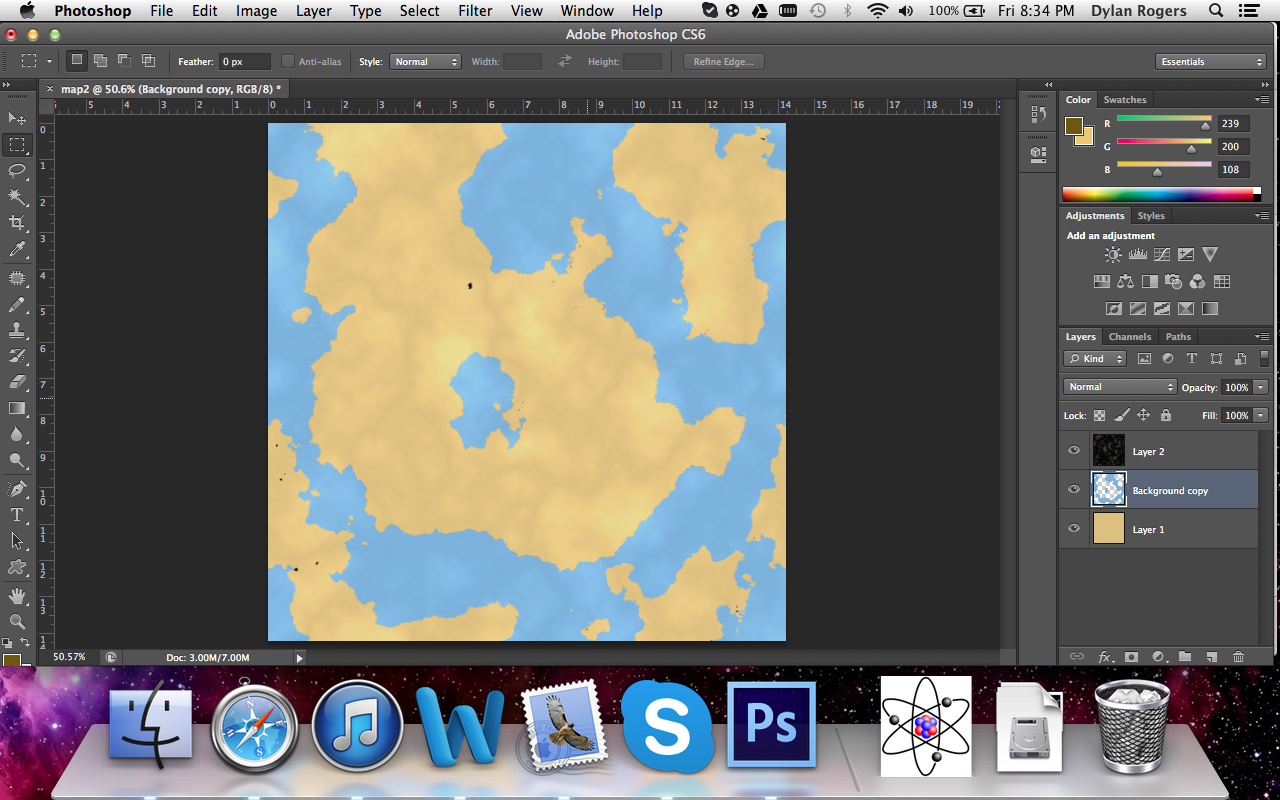 Photoshop File Edit Image Layer Type Select Filter View Window Help 100% Fri 8:34 PM Dylan Rogers
Adobe Photoshop CS6
Feather: 0 px Anti-alias Style: Normal Width: Height: Refine Edge... Essentials
map2 @ 50.6% (Background copy, RGB/8) *
5 4 3 2 1 0 1 2 3 4 5 6 7 8 9 10 11 12 13 14 15 16 17 18 19
0
1
2
3
4
5
6
7
8
9
10
11
12
13
14
Color Swatches
R 239
G 200
B 108
Adjustments Styles
Add an adjustment
Layers Channels Paths
Kind
Normal Opacity: 100%
Lock: Fill: 100%
Layer 2
Background copy
Layer 1
fx
50.57% Doc: 3.00M/7.00M
W
S
Ps